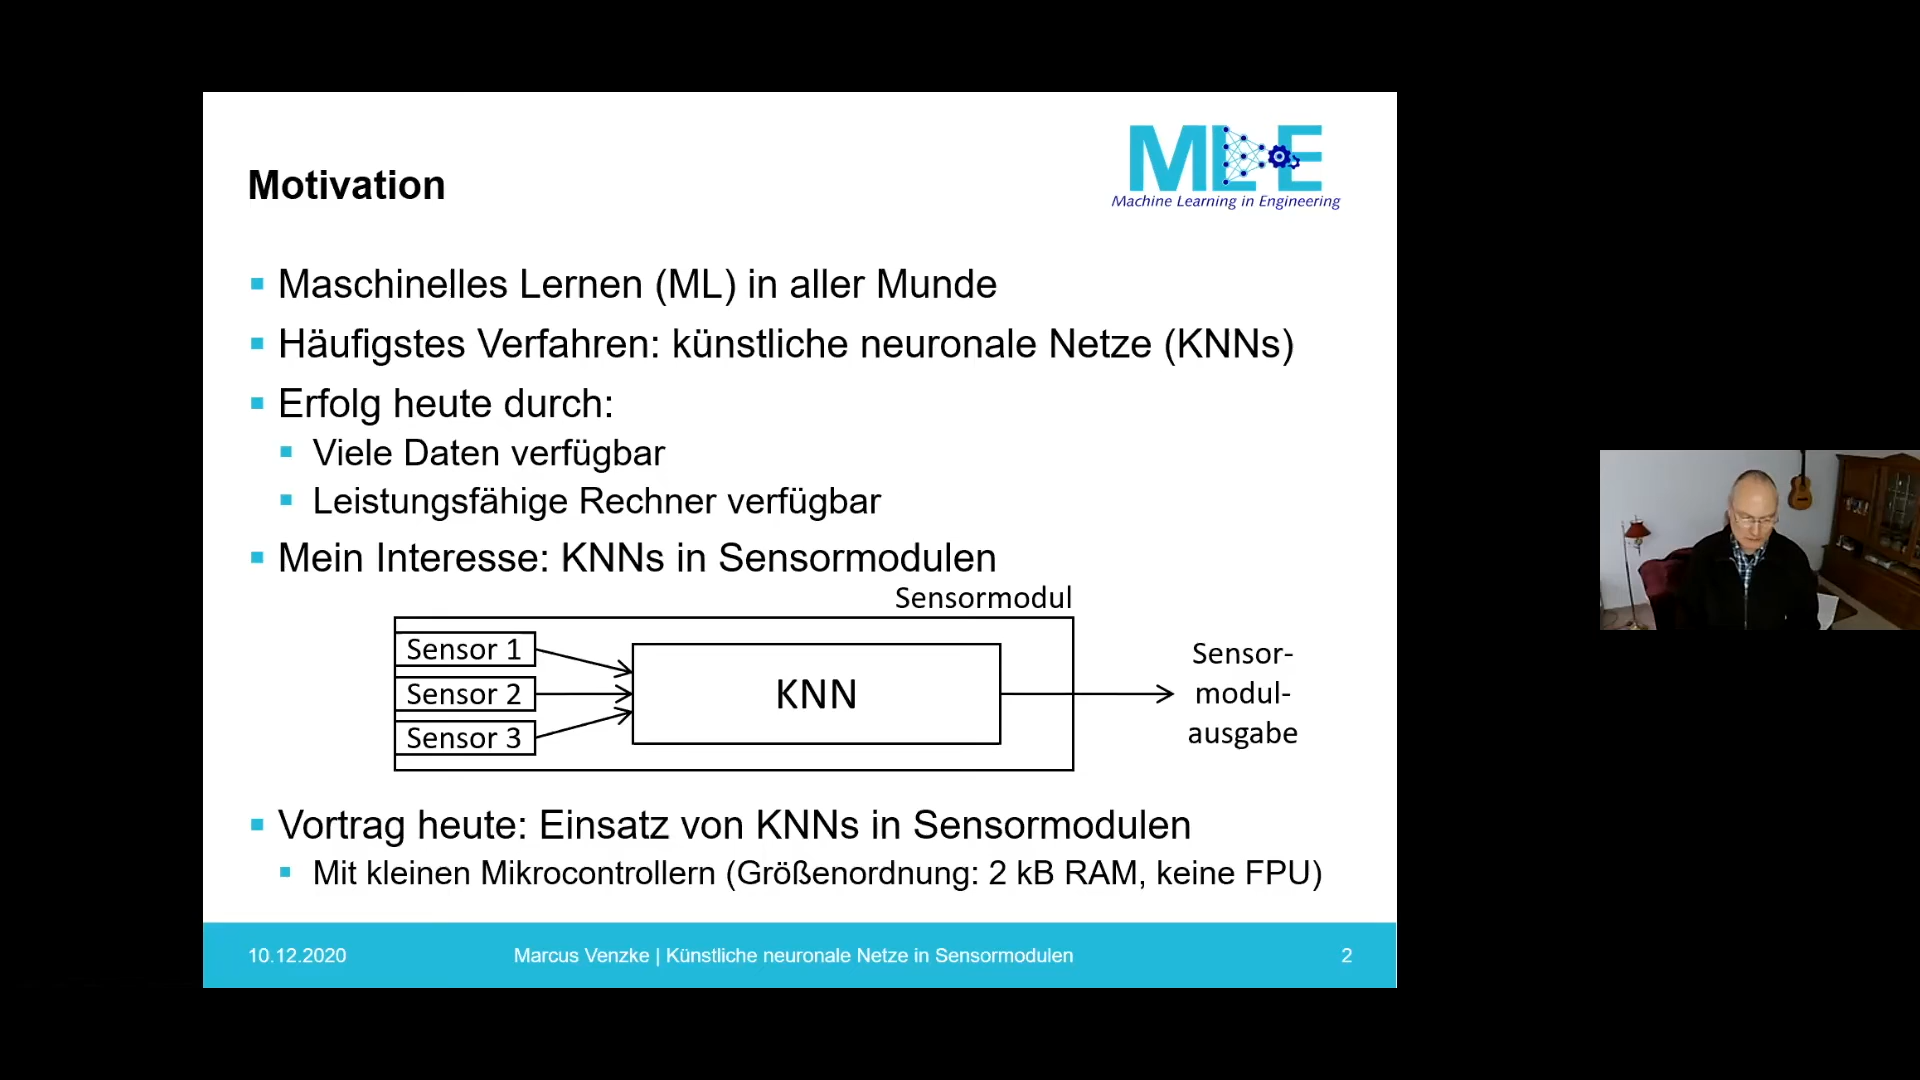 MLE
Machine Learning in Engineering
Motivation
Maschinelles Lernen (ML) in aller Munde
Häufigstes Verfahren: künstliche neuronale Netze (KNNs)
Erfolg heute durch:
Viele Daten verfügbar
Leistungsfähige Rechner verfügbar
Mein Interesse: KNNs in Sensormodulen
Sensormodul
Sensor 1
Sensor 2
Sensor 3
KNN
Sensor-
modul-
ausgabe
Vortrag heute: Einsatz von KNNs in Sensormodulen
Mit kleinen Mikrocontrollern (Größenordnung: 2 kB RAM, keine FPU)
10.12.2020
Marcus Venzke | Künstliche neuronale Netze in Sensormodulen
2